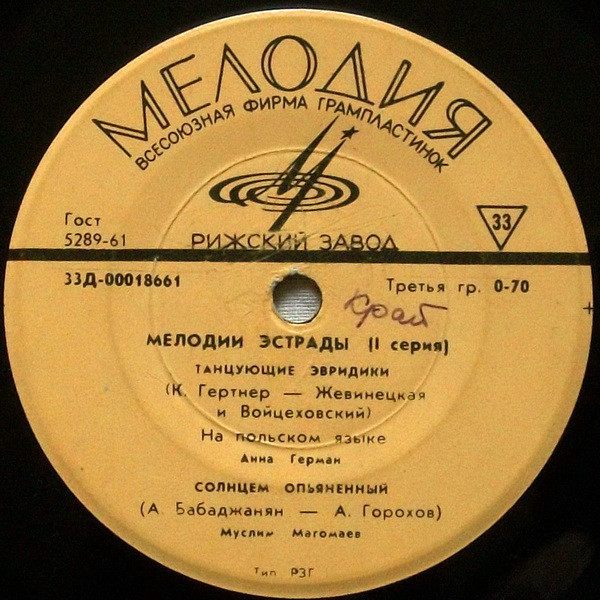 МЕЛОДИЯ
ВСЕСОЮЗНАЯ ФИРМА ГРАМПЛАСТИНОК
Гост
5289-61
33
РИЖСКИЙ ЗАВОД
33Д-00018661
Третья гр. 0-70
МЕЛОДИИ ЭСТРАДЫ (I серия)
ТАНЦУЮЩИЕ ЭВРИДИКИ
(К. Гертнер — Жевинецкая
и Войцеховский)
На польском языке
Анна Герман
СОЛНЦЕМ ОПЬЯНЕННЫЙ
(А. Бабаджанян — А. Горохов)
Муслим Магомаев
Тип РЗГ